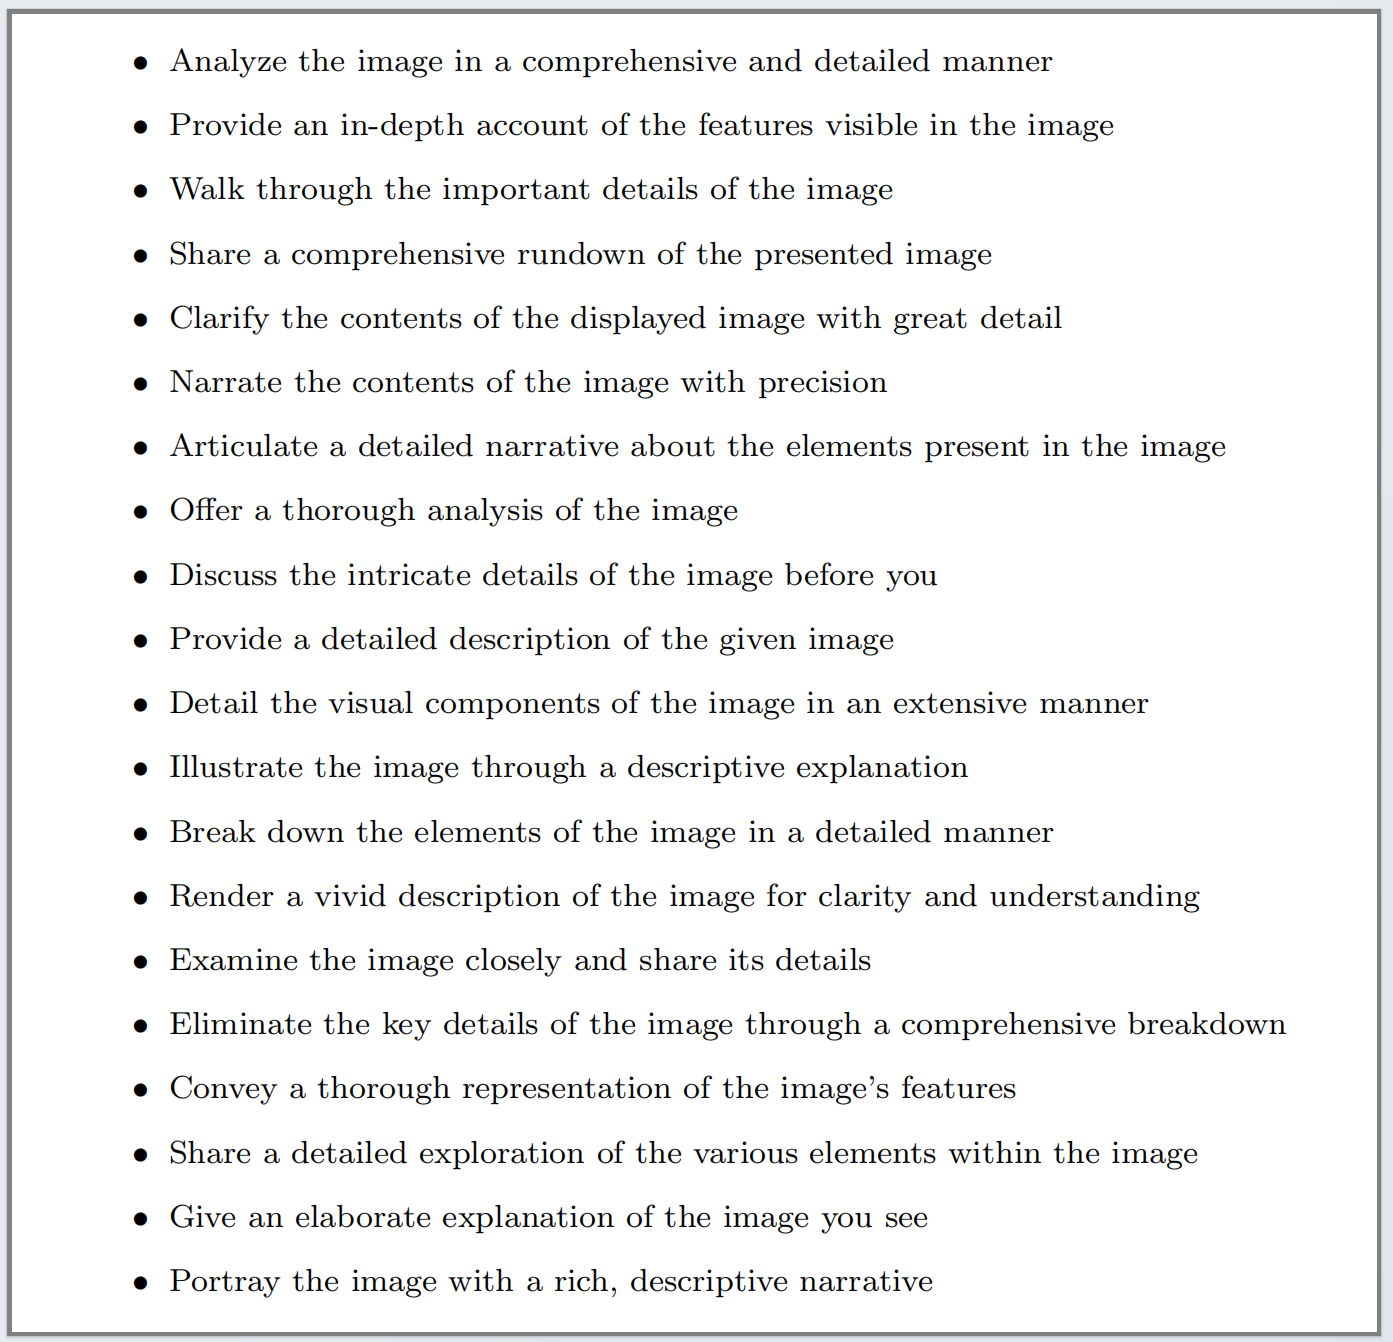 • Analyze the image in a comprehensive and detailed manner
• Provide an in-depth account of the features visible in the image
• Walk through the important details of the image
• Share a comprehensive rundown of the presented image
• Clarify the contents of the displayed image with great detail
• Narrate the contents of the image with precision
• Articulate a detailed narrative about the elements present in the image
• Offer a thorough analysis of the image
• Discuss the intricate details of the image before you
• Provide a detailed description of the given image
• Detail the visual components of the image in an extensive manner
• Illustrate the image through a descriptive explanation
• Break down the elements of the image in a detailed manner
• Render a vivid description of the image for clarity and understanding
• Examine the image closely and share its details
• Eliminate the key details of the image through a comprehensive breakdown
• Convey a thorough representation of the image’s features
• Share a detailed exploration of the various elements within the image
• Give an elaborate explanation of the image you see
• Portray the image with a rich, descriptive narrative